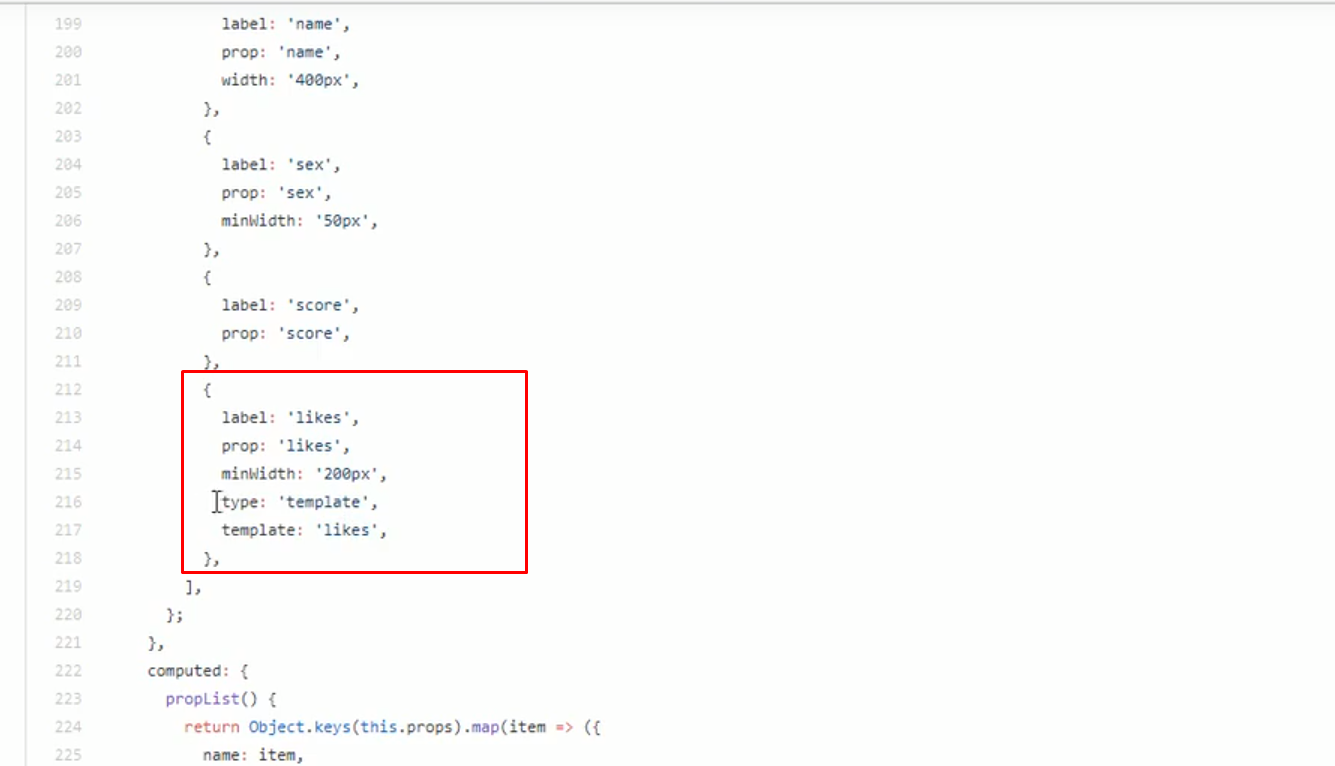 199 label: 'name',
200 prop: 'name',
201 width: '400px',
202 },
203 {
204 label: 'sex',
205 prop: 'sex',
206 minWidth: '50px',
207 },
208 {
209 label: 'score',
210 prop: 'score',
211 },
212 {
213 label: 'likes',
214 prop: 'likes',
215 minWidth: '200px',
216 type: 'template',
217 template: 'likes',
218 },
219 ],
220 };
221 },
222 computed: {
223 propList() {
224 return Object.keys(this.props).map(item => ({
225 name: item,